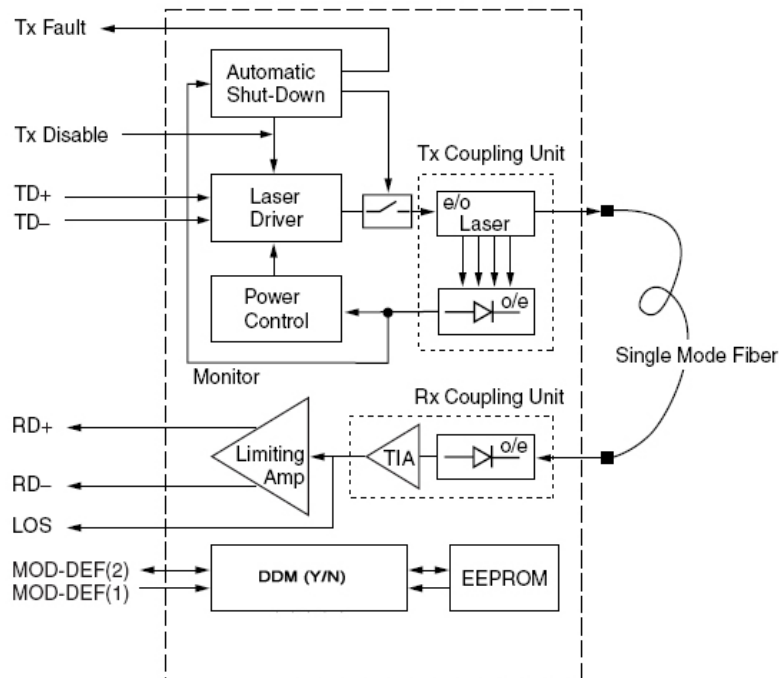 Tx Fault
Automatic
Shut-Down
Tx Disable
Tx Coupling Unit
TD+
TD–
Laser
Driver
e/o
Laser
Power
Control
o/e
Single Mode Fiber
Monitor
Rx Coupling Unit
RD+
Limiting
Amp
TIA
o/e
RD–
LOS
MOD-DEF(2)
MOD-DEF(1)
DDM (Y/N)
EEPROM